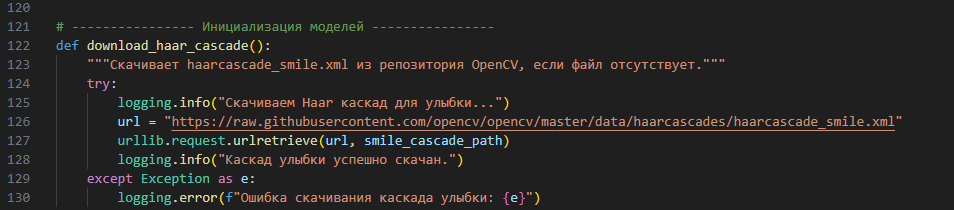 120
121 # ---------------- Инициализация моделей ----------------
122 def download_haar_cascade():
123     """Скачивает haarcascade_smile.xml из репозитория OpenCV, если файл отсутствует."""
124     try:
125         logging.info("Скачиваем Haar каскад для улыбки...")
126         url = "https://raw.githubusercontent.com/opencv/opencv/master/data/haarcascades/haarcascade_smile.xml"
127         urllib.request.urlretrieve(url, smile_cascade_path)
128         logging.info("Каскад улыбки успешно скачан.")
129     except Exception as e:
130         logging.error(f"Ошибка скачивания каскада улыбки: {e}")